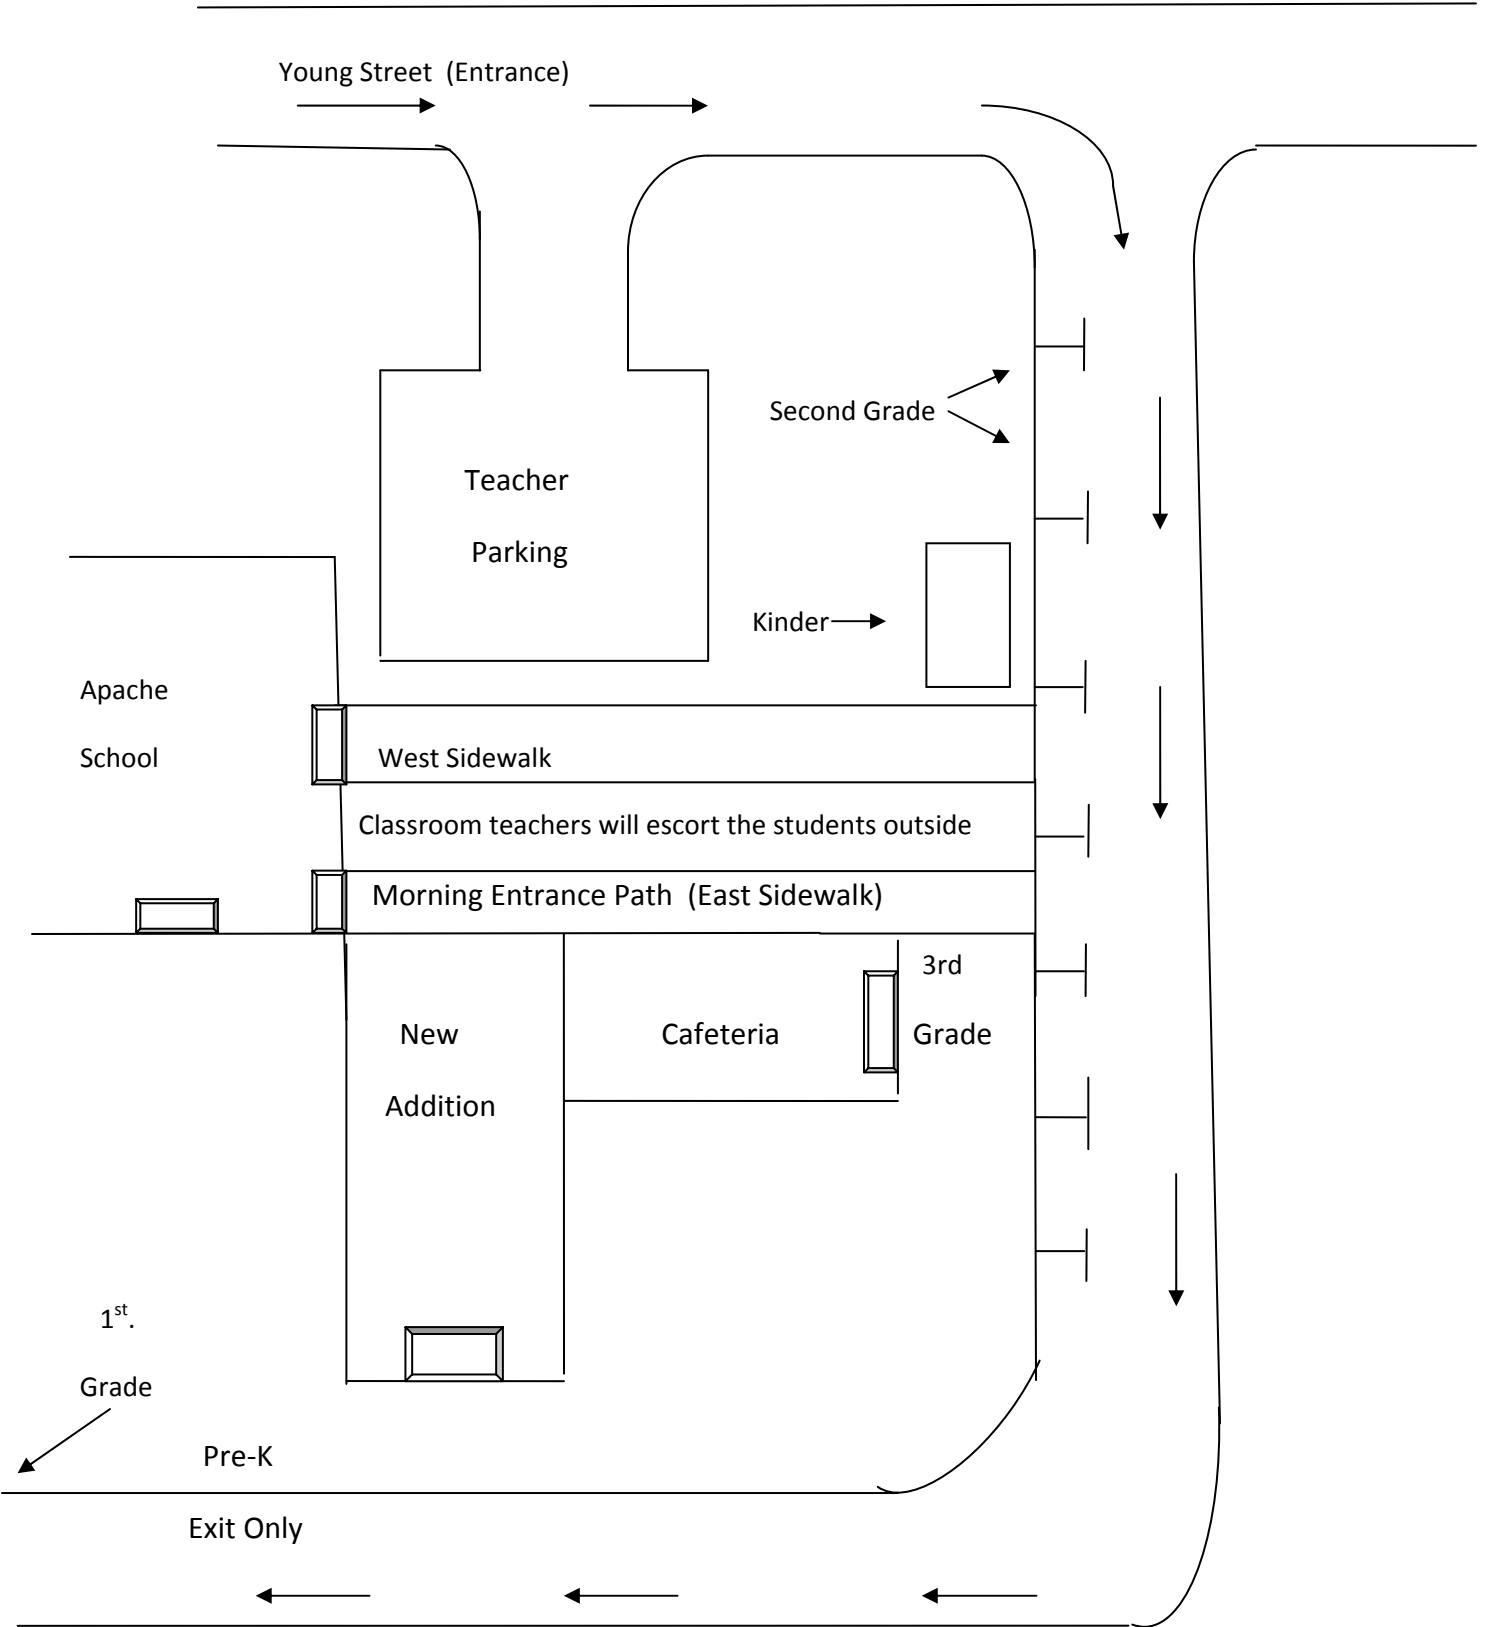 Young Street  (Entrance)
Second Grade
Teacher
Parking
Kinder
Apache
School
West Sidewalk
Classroom teachers will escort the students outside
Morning Entrance Path  (East Sidewalk)
3rd
Grade
New
Addition
Cafeteria
1st.
Grade
Pre-K
Exit Only